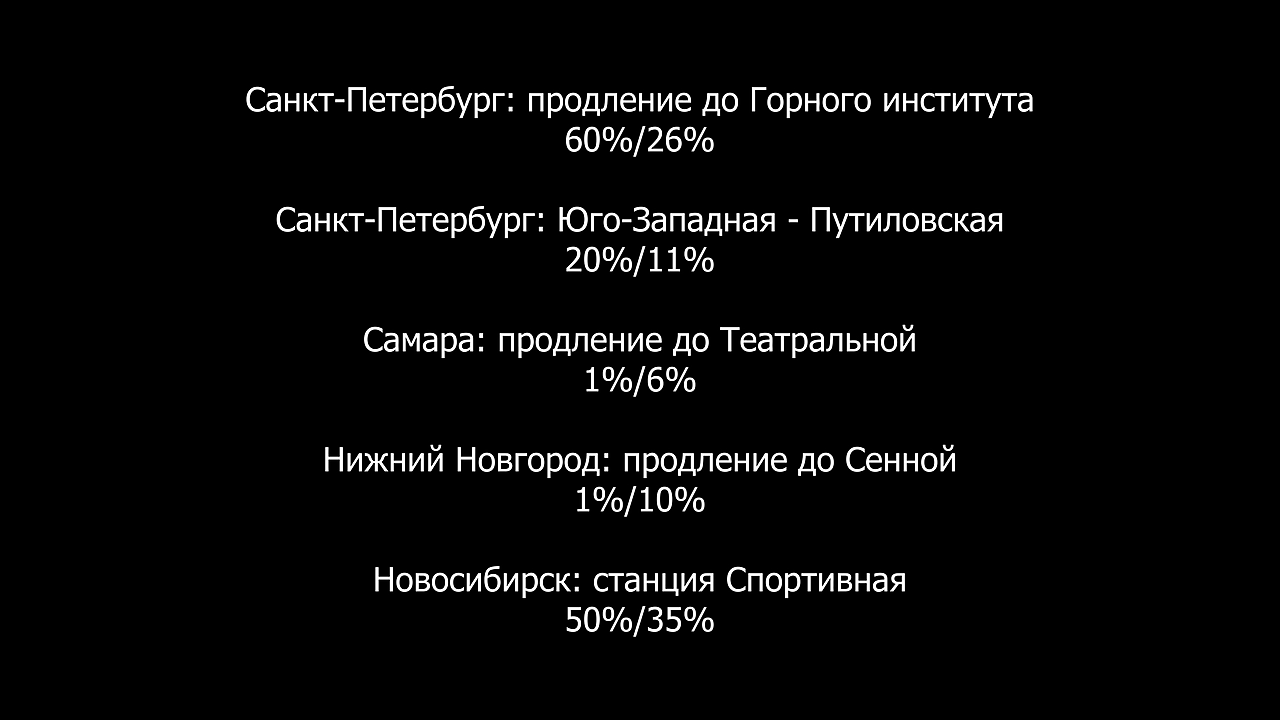 Санкт-Петербург: продление до Горного института
60%/26%
Санкт-Петербург: Юго-Западная - Путиловская
20%/11%
Самара: продление до Театральной
1%/6%
Нижний Новгород: продление до Сенной
1%/10%
Новосибирск: станция Спортивная
50%/35%